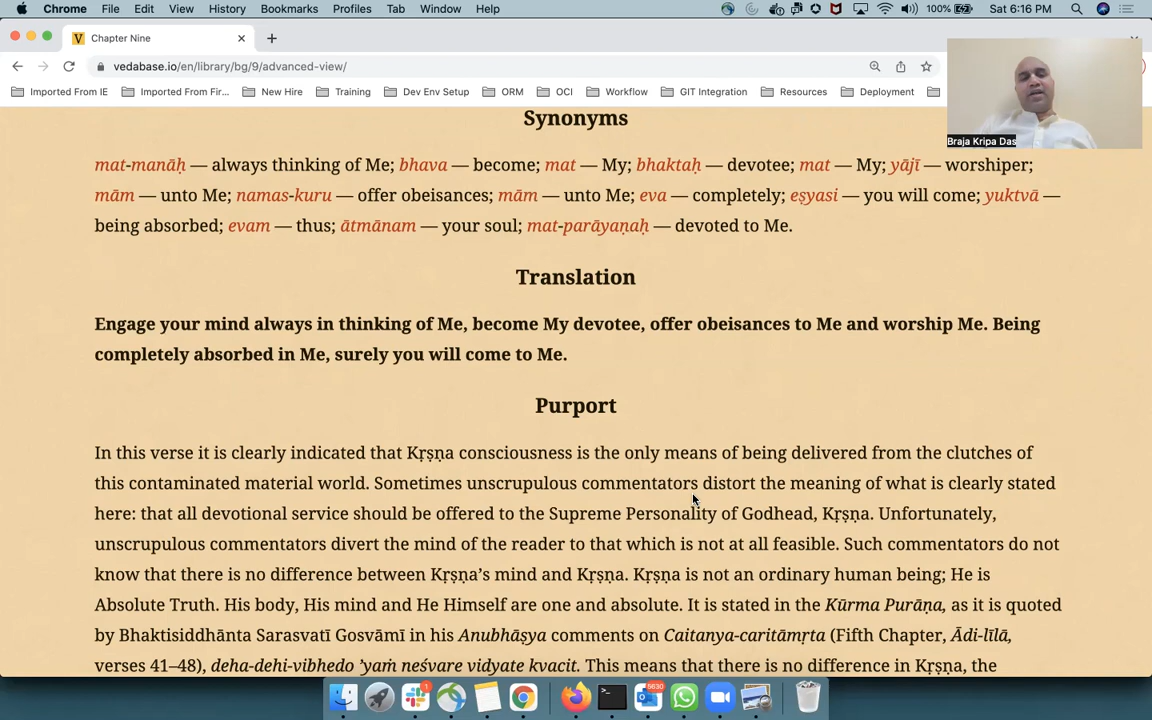 Chrome File Edit View History Bookmarks Profiles Tab Window Help 100% Sat 6:16 PM
Chapter Nine
vedabase.io/en/library/bg/9/advanced-view/
Imported From IE Imported From Fir... New Hire Training Dev Env Setup ORM OCI Workflow GIT Integration Resources Deployment
Braja Kripa Das
Synonyms
mat-manāḥ — always thinking of Me; bhava — become; mat — My; bhaktaḥ — devotee; mat — My; yājī — worshiper;
mām — unto Me; namas-kuru — offer obeisances; mām — unto Me; eva — completely; eṣyasi — you will come; yuktvā —
being absorbed; evam — thus; ātmānam — your soul; mat-parāyaṇaḥ — devoted to Me.
Translation
Engage your mind always in thinking of Me, become My devotee, offer obeisances to Me and worship Me. Being
completely absorbed in Me, surely you will come to Me.
Purport
In this verse it is clearly indicated that Kṛṣṇa consciousness is the only means of being delivered from the clutches of
this contaminated material world. Sometimes unscrupulous commentators distort the meaning of what is clearly stated
here: that all devotional service should be offered to the Supreme Personality of Godhead, Kṛṣṇa. Unfortunately,
unscrupulous commentators divert the mind of the reader to that which is not at all feasible. Such commentators do not
know that there is no difference between Kṛṣṇa’s mind and Kṛṣṇa. Kṛṣṇa is not an ordinary human being; He is
Absolute Truth. His body, His mind and He Himself are one and absolute. It is stated in the Kūrma Purāṇa, as it is quoted
by Bhaktisiddhānta Sarasvatī Gosvāmī in his Anubhāṣya comments on Caitanya-caritāmṛta (Fifth Chapter, Ādi-līlā,
verses 41–48), deha-dehi-vibhedo ’yaṁ neśvare vidyate kvacit. This means that there is no difference in Kṛṣṇa, the
1
5630